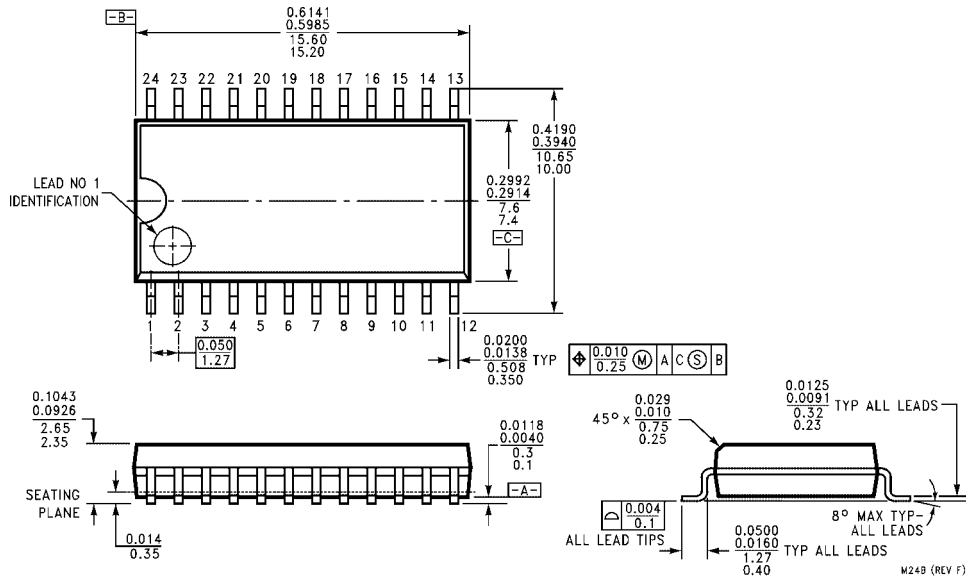 -B-
0.6141
0.5985
15.60
15.20
24 23 22 21 20 19 18 17 16 15 14 13
0.4190
0.3940
10.65
10.00
0.2992
0.2914
7.6
7.4
-C-
LEAD NO 1
IDENTIFICATION
1 2 3 4 5 6 7 8 9 10 11 12
0.050
1.27
0.0200
0.0138
0.508
0.350
TYP
0.010
0.25
M A C S B
0.1043
0.0926
2.65
2.35
0.0118
0.0040
0.3
0.1
-A-
SEATING
PLANE
0.014
0.35
45° x
0.029
0.010
0.75
0.25
0.0125
0.0091
0.32
0.23
TYP ALL LEADS
0.004
0.1
ALL LEAD TIPS
0.0500
0.0160
1.27
0.40
TYP ALL LEADS
8° MAX TYP-
ALL LEADS
M24B (REV F)